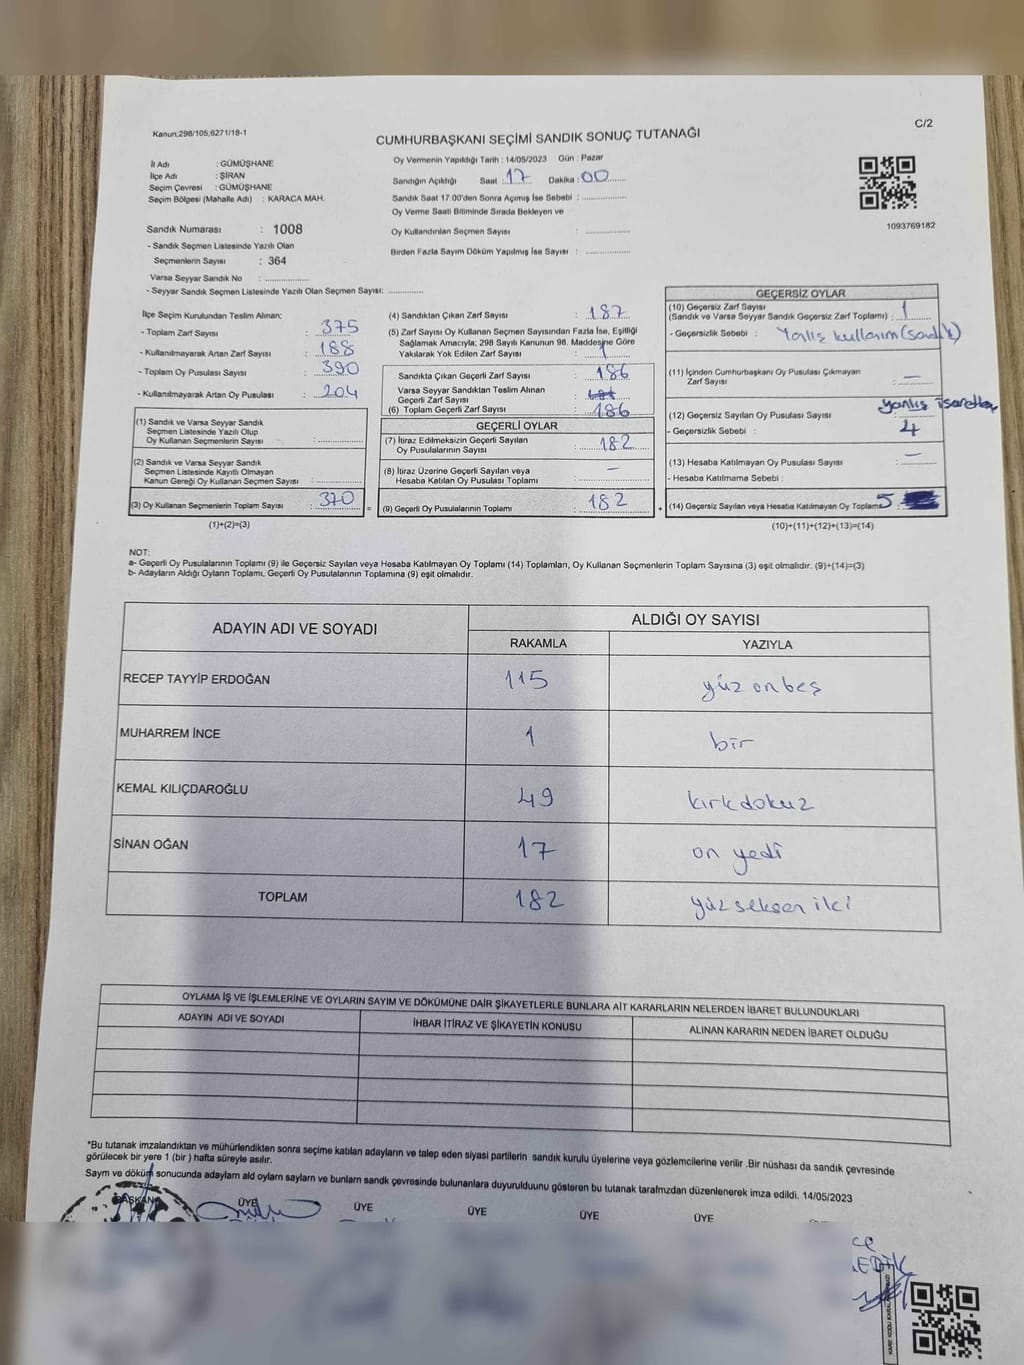 Kanun;298/105,6271/18-1
C/2
CUMHURBAŞKANI SEÇİMİ SANDIK SONUÇ TUTANAĞI
İl Adı : GÜMÜŞHANE
İlçe Adı : ŞİRAN
Seçim Çevresi : GÜMÜŞHANE
Seçim Bölgesi (Mahalle Adı) : KARACA MAH.
Sandık Numarası : 1008
- Sandık Seçmen Listesinde Yazılı Olan
Seçmenlerin Sayısı : 364
Varsa Seyyar Sandık No :
- Seyyar Sandık Seçmen Listesinde Yazılı Olan Seçmen Sayısı:
Oy Vermenin Yapıldığı Tarih : 14/05/2023 Gün : Pazar
Sandığın Açıldığı Saat : 17 Dakika : 00
Sandık Saat 17:00'den Sonra Açımış İse Sebebi :
Oy Verme Saati Bitiminde Sırada Bekleyen ve
Oy Kullandırılan Seçmen Sayısı :
Birden Fazla Sayım Döküm Yapılmış İse Sayısı :
1093769182
İlçe Seçim Kurulundan Teslim Alınan:
- Toplam Zarf Sayısı : 375
- Kullanılmayarak Artan Zarf Sayısı : 188
- Toplam Oy Pusulası Sayısı : 390
- Kullanılmayarak Artan Oy Pusulası : 204
(1) Sandık ve Varsa Seyyar Sandık
Seçmen Listesinde Yazılı Olup
Oy Kullanan Seçmenlerin Sayısı :
(2) Sandık ve Varsa Seyyar Sandık
Seçmen Listesinde Kayıtlı Olmayan
Kanun Gereği Oy Kullanan Seçmen Sayısı :
(3) Oy Kullanan Seçmenlerin Toplam Sayısı : 370
(1)+(2)=(3)
=
(4) Sandıktan Çıkan Zarf Sayısı : 187
(5) Zarf Sayısı Oy Kullanan Seçmen Sayısından Fazla İse, Eşitliği
Sağlamak Amacıyla; 298 Sayılı Kanunun 98. Maddesine Göre
Yakılarak Yok Edilen Zarf Sayısı : 1
Sandıkta Çıkan Geçerli Zarf Sayısı : 186
Varsa Seyyar Sandıktan Teslim Alınan
Geçerli Zarf Sayısı :
(6) Toplam Geçerli Zarf Sayısı : 186
GEÇERLİ OYLAR
(7) İtiraz Edilmeksizin Geçerli Sayılan
Oy Pusulalarının Sayısı : 182
(8) İtiraz Üzerine Geçerli Sayılan veya
Hesaba Katılan Oy Pusulası Toplamı : —
(9) Geçerli Oy Pusulalarının Toplamı : 182
+
GEÇERSİZ OYLAR
(10) Geçersiz Zarf Sayısı
(Sandık ve Varsa Seyyar Sandık Geçersiz Zarf Toplamı) : 1
- Geçersizlik Sebebi : Yanlış kullanım (sandık)
(11) İçinden Cumhurbaşkanı Oy Pusulası Çıkmayan
Zarf Sayısı : —
yanlış işaretleme
(12) Geçersiz Sayılan Oy Pusulası Sayısı :
- Geçersizlik Sebebi : 4
(13) Hesaba Katılmayan Oy Pusulası Sayısı : —
- Hesaba Katılmama Sebebi :
(14) Geçersiz Sayılan veya Hesaba Katılmayan Oy Toplamı 5
(10)+(11)+(12)+(13)=(14)
NOT:
a- Geçerli Oy Pusulalarının Toplamı (9) ile Geçersiz Sayılan veya Hesaba Katılmayan Oy Toplamı (14) Toplamları, Oy Kullanan Seçmenlerin Toplam Sayısına (3) eşit olmalıdır. (9)+(14)=(3)
b- Adayların Aldığı Oyların Toplamı, Geçerli Oy Pusulalarının Toplamına (9) eşit olmalıdır.
ADAYIN ADI VE SOYADI
ALDIĞI OY SAYISI
RAKAMLA YAZIYLA
RECEP TAYYİP ERDOĞAN 115 yüz on beş
MUHARREM İNCE 1 bir
KEMAL KILIÇDAROĞLU 49 kırkdokuz
SİNAN OĞAN 17 on yedi
TOPLAM 182 yüz seksen iki
OYLAMA İŞ VE İŞLEMLERİNE VE OYLARIN SAYIM VE DÖKÜMÜNE DAİR ŞİKAYETLERLE BUNLARA AİT KARARLARIN NELERDEN İBARET BULUNDUKLARI
ADAYIN ADI VE SOYADI İHBAR İTİRAZ VE ŞİKAYETİN KONUSU ALINAN KARARIN NEDEN İBARET OLDUĞU
*Bu tutanak imzalandıktan ve mühürlendikten sonra seçime katılan adayların ve talep eden siyasi partilerin sandık kurulu üyelerine veya gözlemcilerine verilir .Bir nüshası da sandık çevresinde
görülecek bir yere 1 (bir ) hafta süreyle asılır.
Sayım ve döküm sonucunda adayların ald oyların sayların ve bunların sandk çevresinde bulunanlara duyurulduunu gösteren bu tutanak tarafmzdan düzenlenerek imza edildi. 14/05/2023
BAŞKAN ÜYE ÜYE ÜYE ÜYE ÜYE